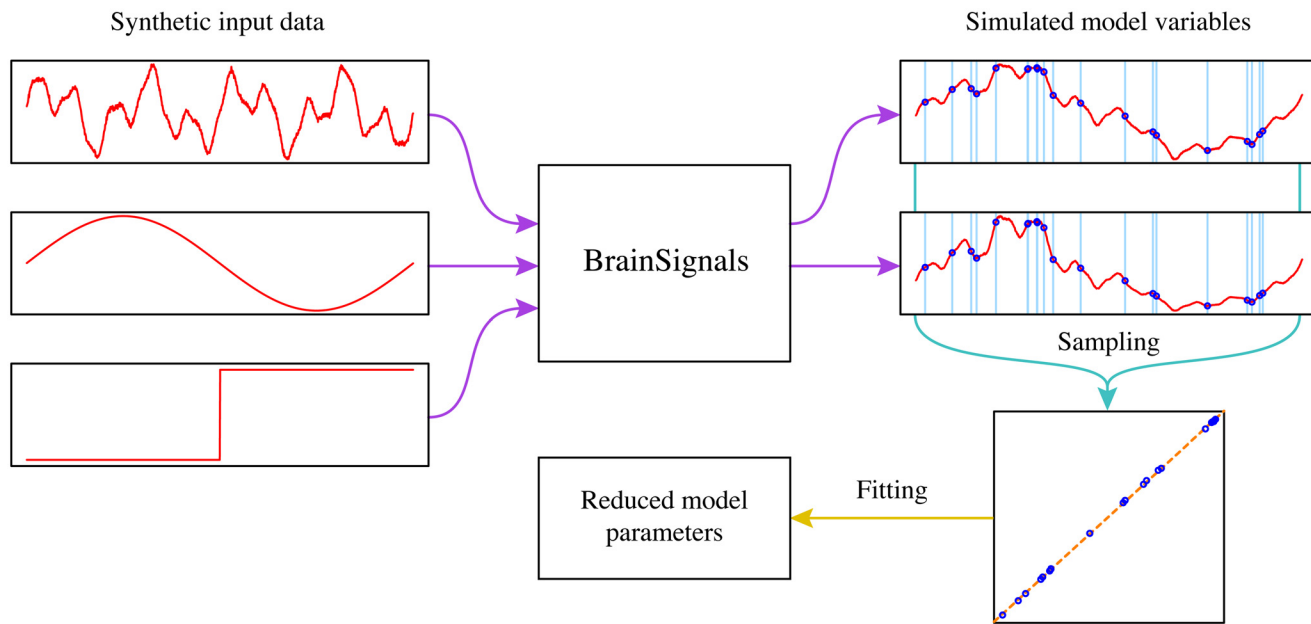 Synthetic input data
Simulated model variables
BrainSignals
Sampling
Fitting
Reduced model
parameters